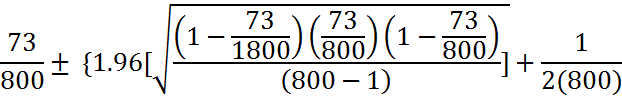 73/800 ± {1.96[√((1 − 73/1800)(73/800)(1 − 73/800)/(800 − 1))] + 1/2(800)